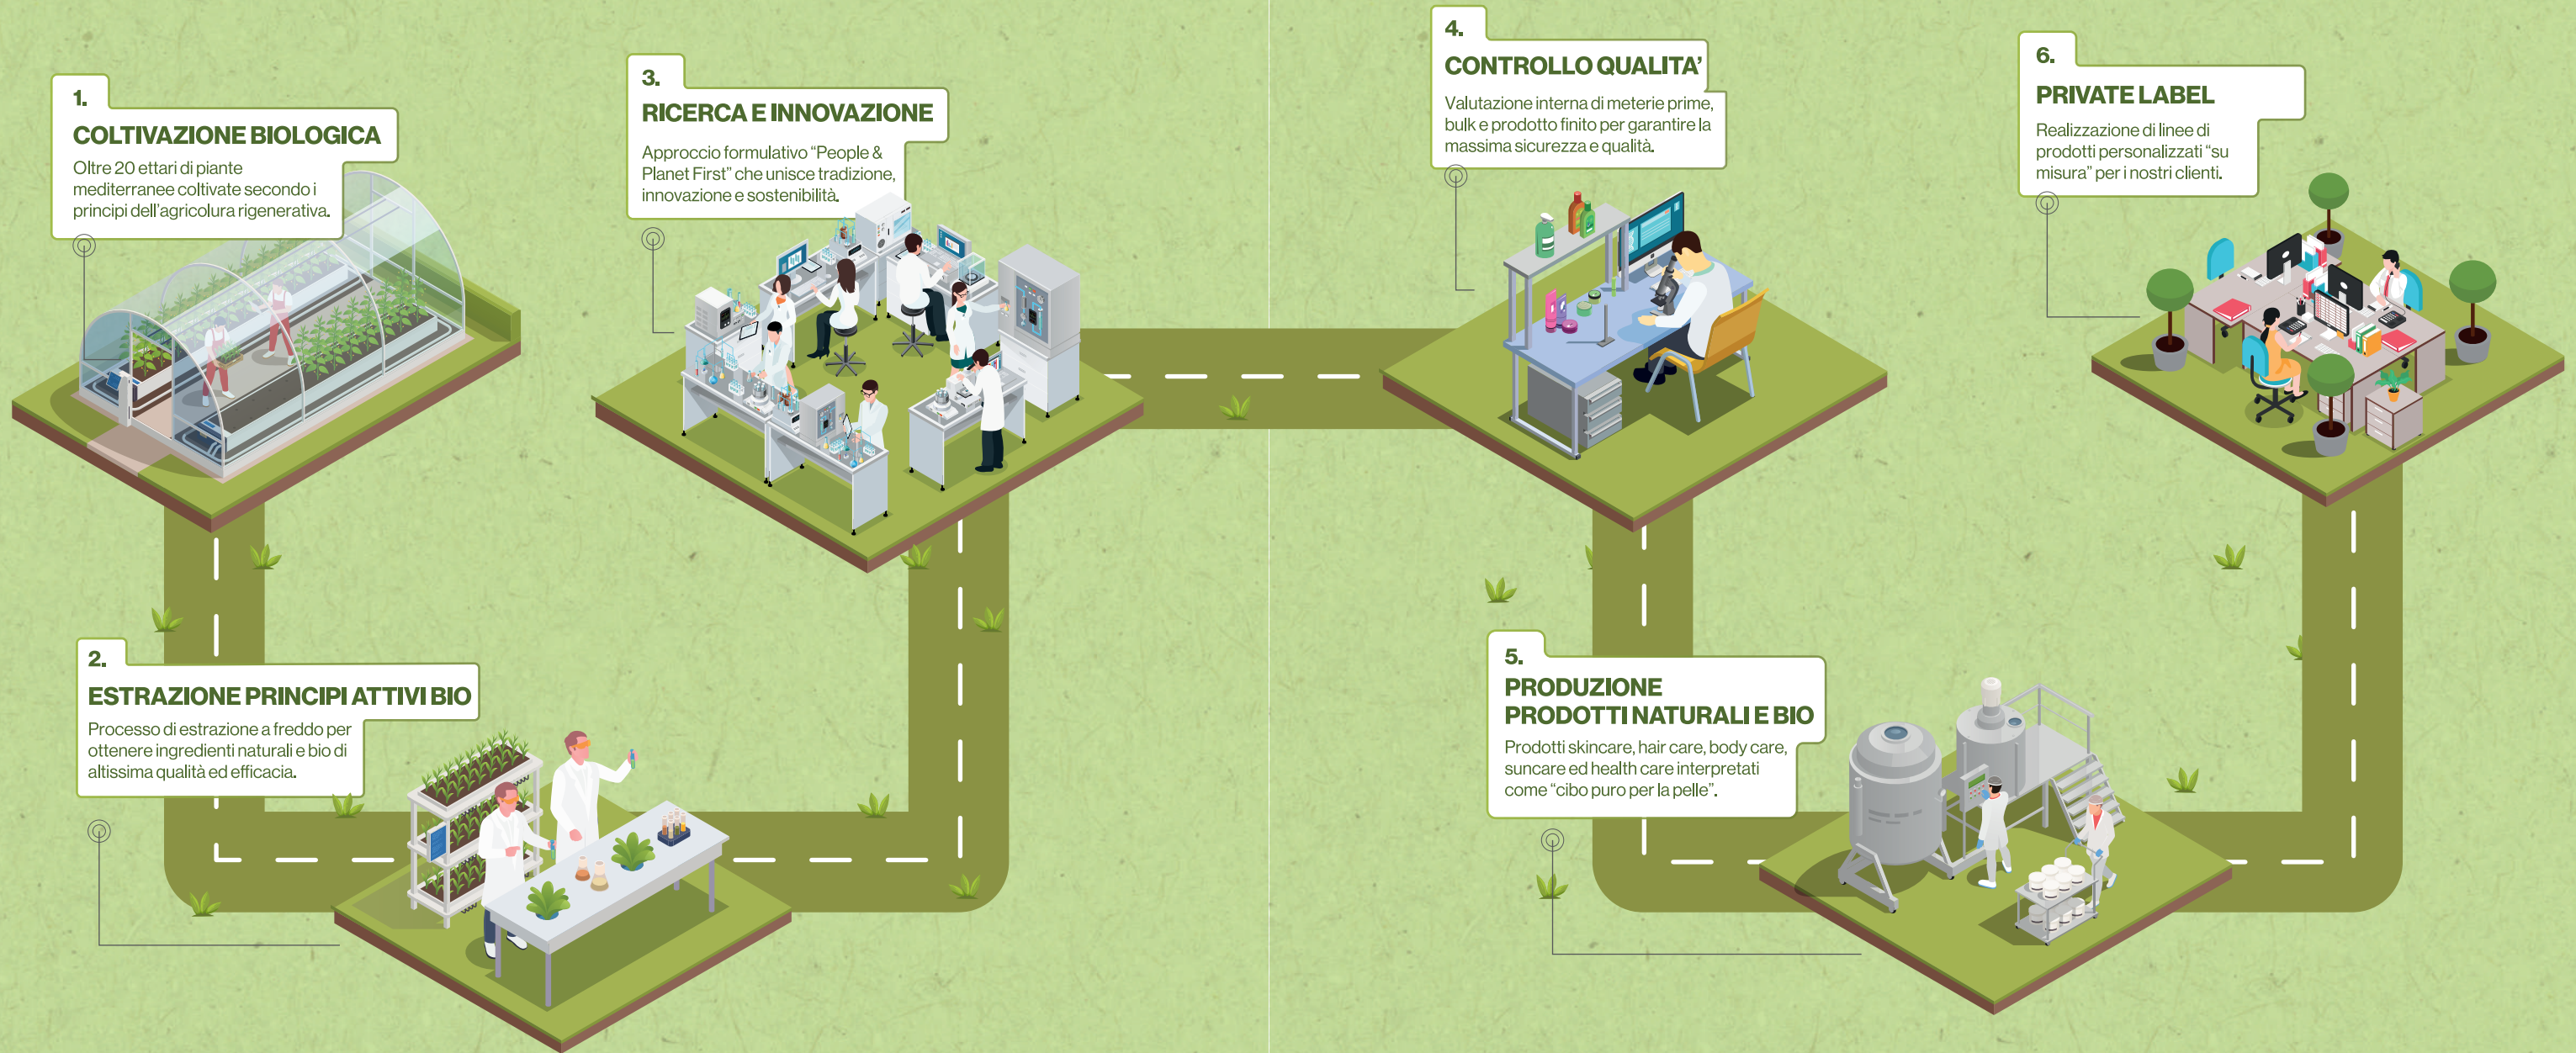 1.
COLTIVAZIONE BIOLOGICA
Oltre 20 ettari di piante
mediterranee coltivate secondo i
principi dell'agricolura rigenerativa.
2.
ESTRAZIONE PRINCIPI ATTIVI BIO
Processo di estrazione a freddo per
ottenere ingredienti naturali e bio di
altissima qualità ed efficacia.
3.
RICERCA E INNOVAZIONE
Approccio formulativo “People &
Planet First” che unisce tradizione,
innovazione e sostenibilità.
4.
CONTROLLO QUALITA’
Valutazione interna di meterie prime,
bulk e prodotto finito per garantire la
massima sicurezza e qualità.
5.
PRODUZIONE
PRODOTTI NATURALI E BIO
Prodotti skincare, hair care, body care,
suncare ed health care interpretati
come “cibo puro per la pelle”.
6.
PRIVATE LABEL
Realizzazione di linee di
prodotti personalizzati “su
misura” per i nostri clienti.